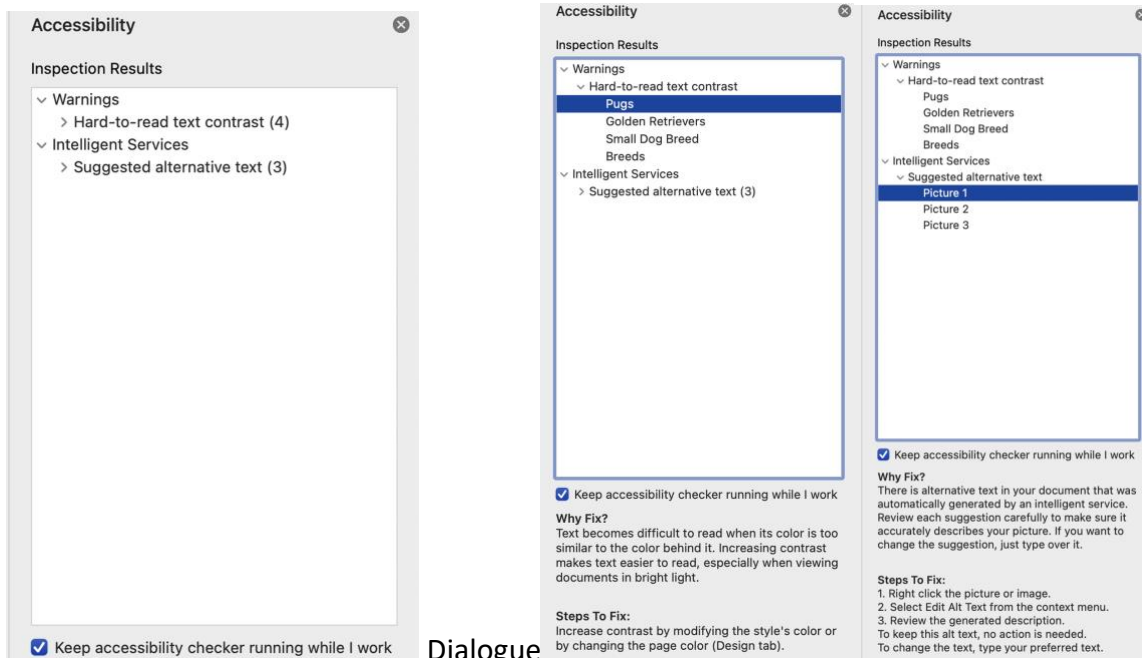 Accessibility
Inspection Results
Warnings
Hard-to-read text contrast (4)
Intelligent Services
Suggested alternative text (3)
Keep accessibility checker running while I work
Dialogue
Accessibility
Inspection Results
Warnings
Hard-to-read text contrast
Pugs
Golden Retrievers
Small Dog Breed
Breeds
Intelligent Services
Suggested alternative text (3)
Keep accessibility checker running while I work
Why Fix?
Text becomes difficult to read when its color is too
similar to the color behind it. Increasing contrast
makes text easier to read, especially when viewing
documents in bright light.
Steps To Fix:
Increase contrast by modifying the style's color or
by changing the page color (Design tab).
Accessibility
Inspection Results
Warnings
Hard-to-read text contrast
Pugs
Golden Retrievers
Small Dog Breed
Breeds
Intelligent Services
Suggested alternative text
Picture 1
Picture 2
Picture 3
Keep accessibility checker running while I work
Why Fix?
There is alternative text in your document that was
automatically generated by an intelligent service.
Review each suggestion carefully to make sure it
accurately describes your picture. If you want to
change the suggestion, just type over it.
Steps To Fix:
1. Right click the picture or image.
2. Select Edit Alt Text from the context menu.
3. Review the generated description.
To keep this alt text, no action is needed.
To change the text, type your preferred text.